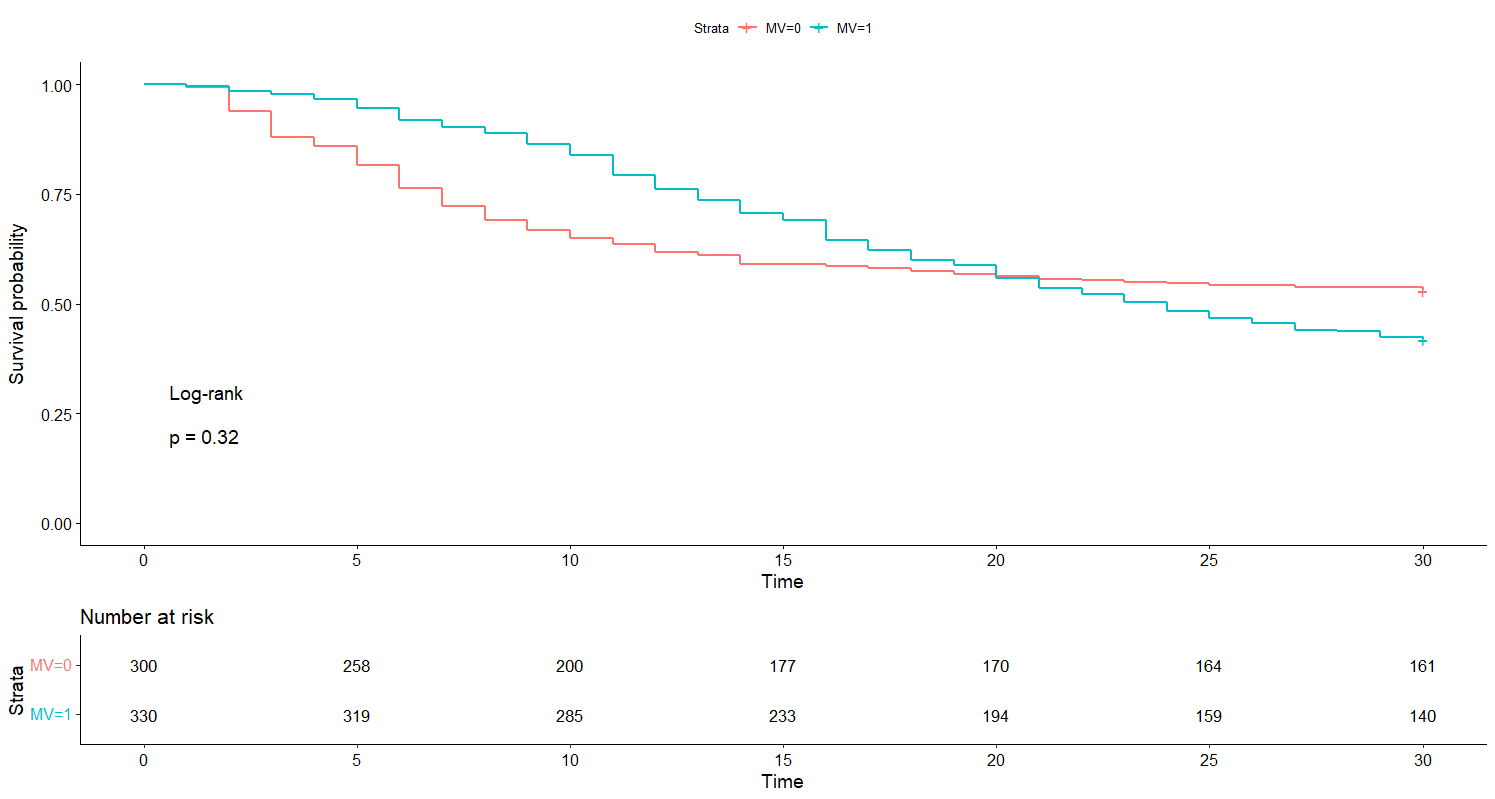 Strata MV=0 MV=1
1.00
0.75
0.50
0.25
0.00
Survival probability
Log-rank
p = 0.32
0 5 10 15 20 25 30
Time
Number at risk
Strata
MV=0 300 258 200 177 170 164 161
MV=1 330 319 285 233 194 159 140
0 5 10 15 20 25 30
Time